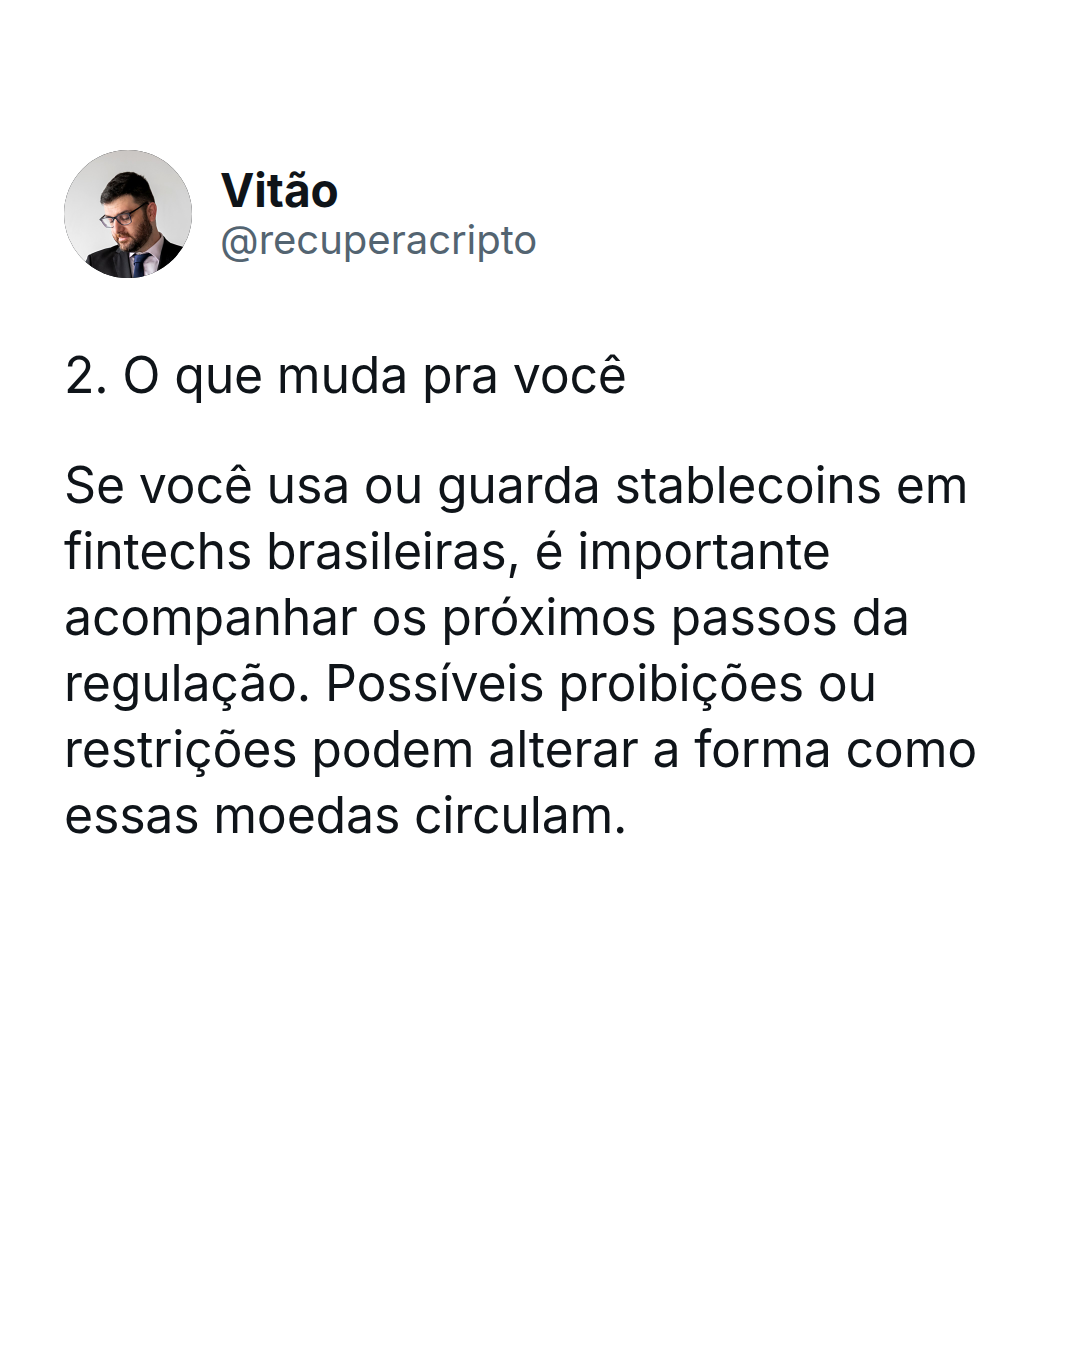 Vitão
@recuperacripto
2. O que muda pra você
Se você usa ou guarda stablecoins em
fintechs brasileiras, é importante
acompanhar os próximos passos da
regulação. Possíveis proibições ou
restrições podem alterar a forma como
essas moedas circulam.